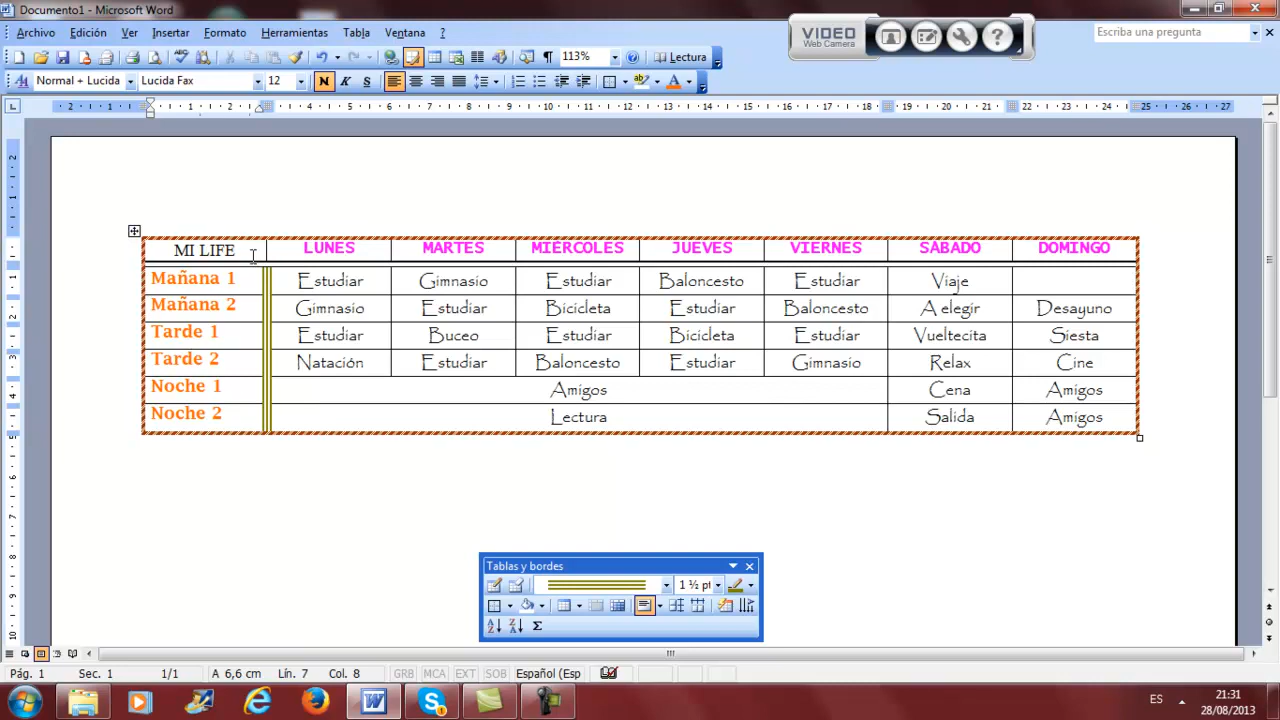 Documento1 - Microsoft Word
Archivo Edición Ver Insertar Formato Herramientas Tabla Ventana ?
VIDEO
Web Camera
Escriba una pregunta
113% Lectura
Normal + Lucida Lucida Fax 12 N K S
MI LIFE LUNES MARTES MIÉRCOLES JUEVES VIERNES SÁBADO DOMINGO
Mañana 1 Estudiar Gimnasio Estudiar Baloncesto Estudiar Viaje
Mañana 2 Gimnasio Estudiar Bicicleta Estudiar Baloncesto A elegir Desayuno
Tarde 1 Estudiar Buceo Estudiar Bicicleta Estudiar Vueltecita Siesta
Tarde 2 Natación Estudiar Baloncesto Estudiar Gimnasio Relax Cine
Noche 1 Amigos Cena Amigos
Noche 2 Lectura Salida Amigos
Tablas y bordes
1 ½ pt
Pág. 1 Sec. 1 1/1 A 6,6 cm Lín. 7 Col. 8 GRB MCA EXT SOB Español (Esp
ES 21:31
28/08/2013